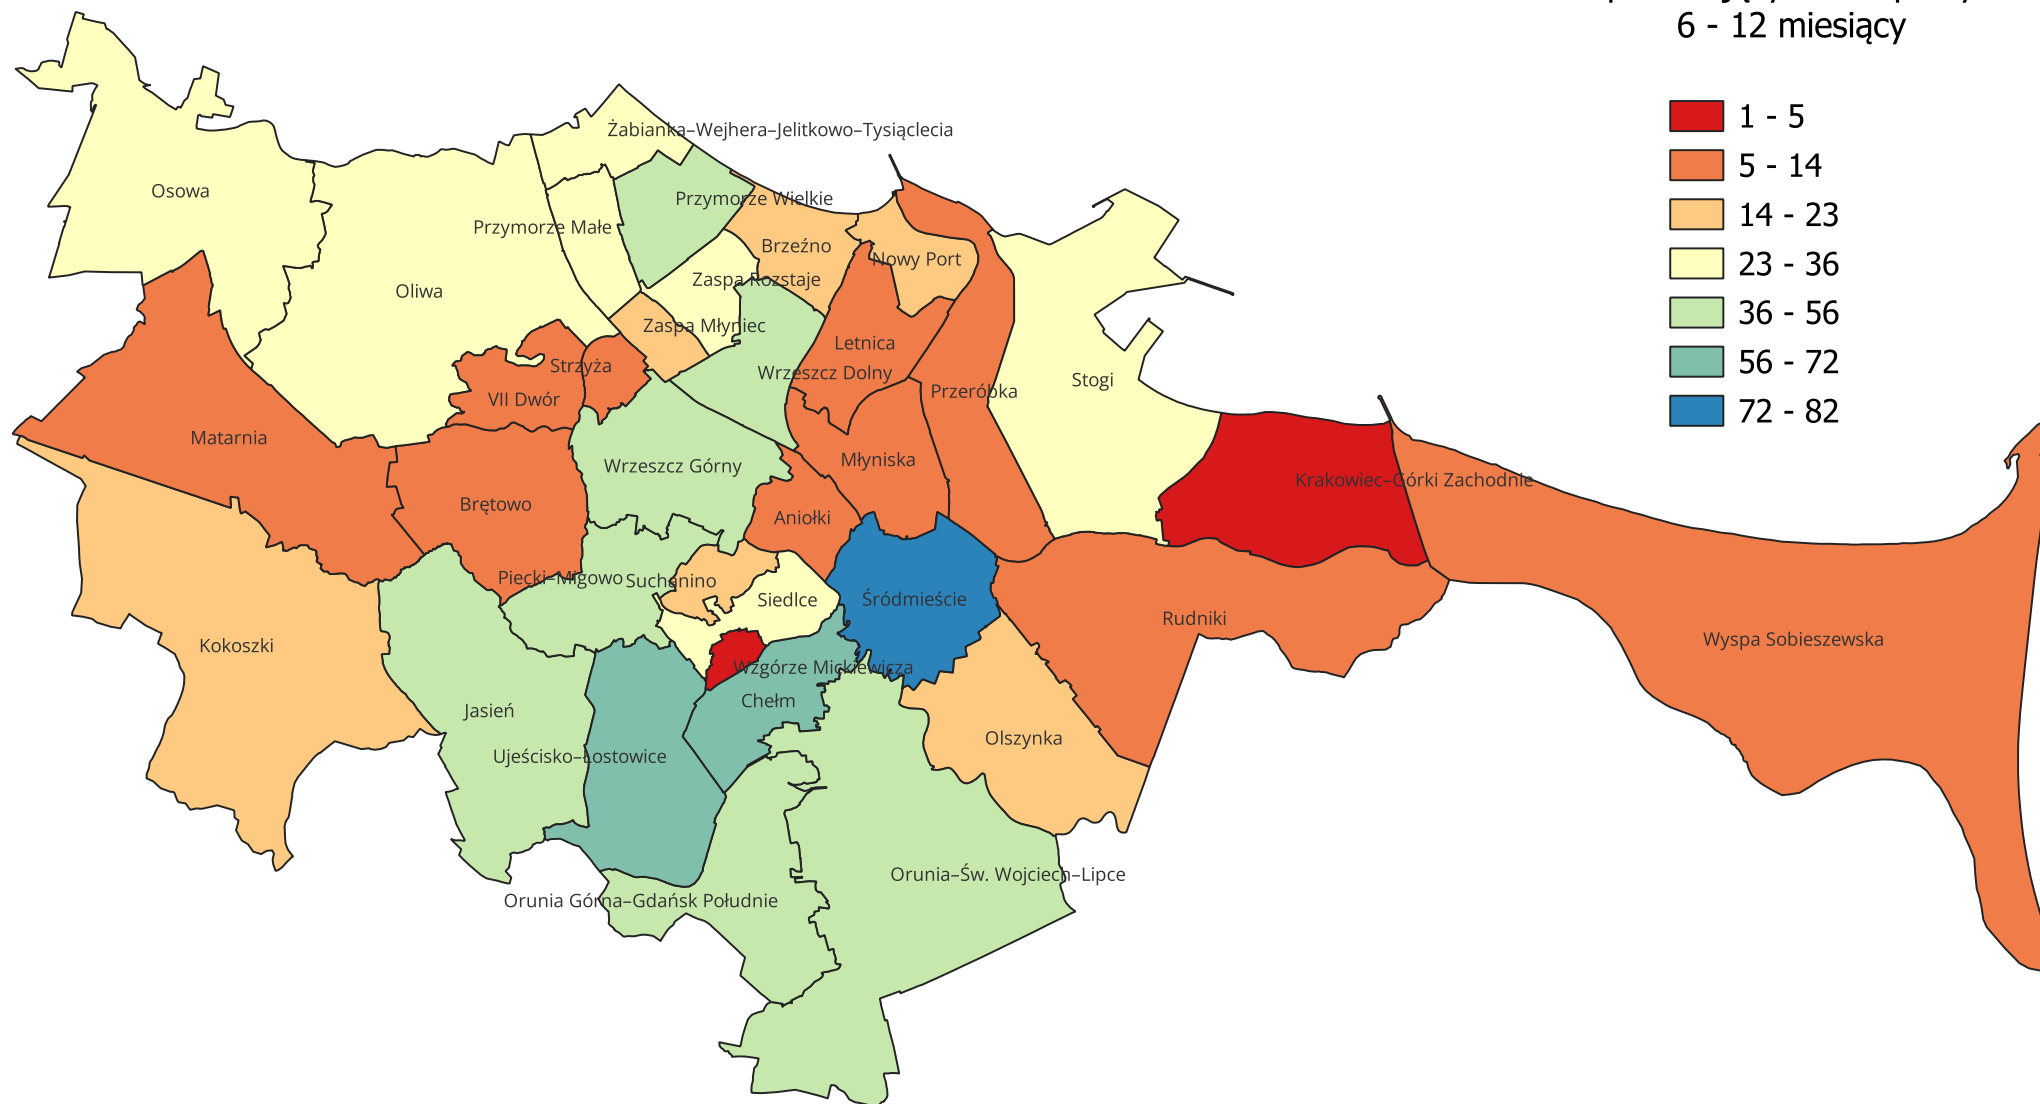 6 - 12 miesiący
1 - 5
5 - 14
14 - 23
23 - 36
36 - 56
56 - 72
72 - 82
Żabianka–Wejhera–Jelitkowo–Tysiąclecia
Osowa
Przymorze Wielkie
Przymorze Małe
Brzeźno
Nowy Port
Zaspa Rozstaje
Oliwa
Zaspa Młyniec
Letnica
Strzyża
Wrzeszcz Dolny
Stogi
Przeróbka
VII Dwór
Matarnia
Młyniska
Wrzeszcz Górny
Krakowiec–Górki Zachodnie
Brętowo
Aniołki
Piecki–Migowo
Suchanino
Siedlce
Śródmieście
Rudniki
Wyspa Sobieszewska
Kokoszki
Wzgórze Mickiewicza
Chełm
Jasień
Olszynka
Ujeścisko–Łostowice
Orunia–Św. Wojciech–Lipce
Orunia Górna–Gdańsk Południe